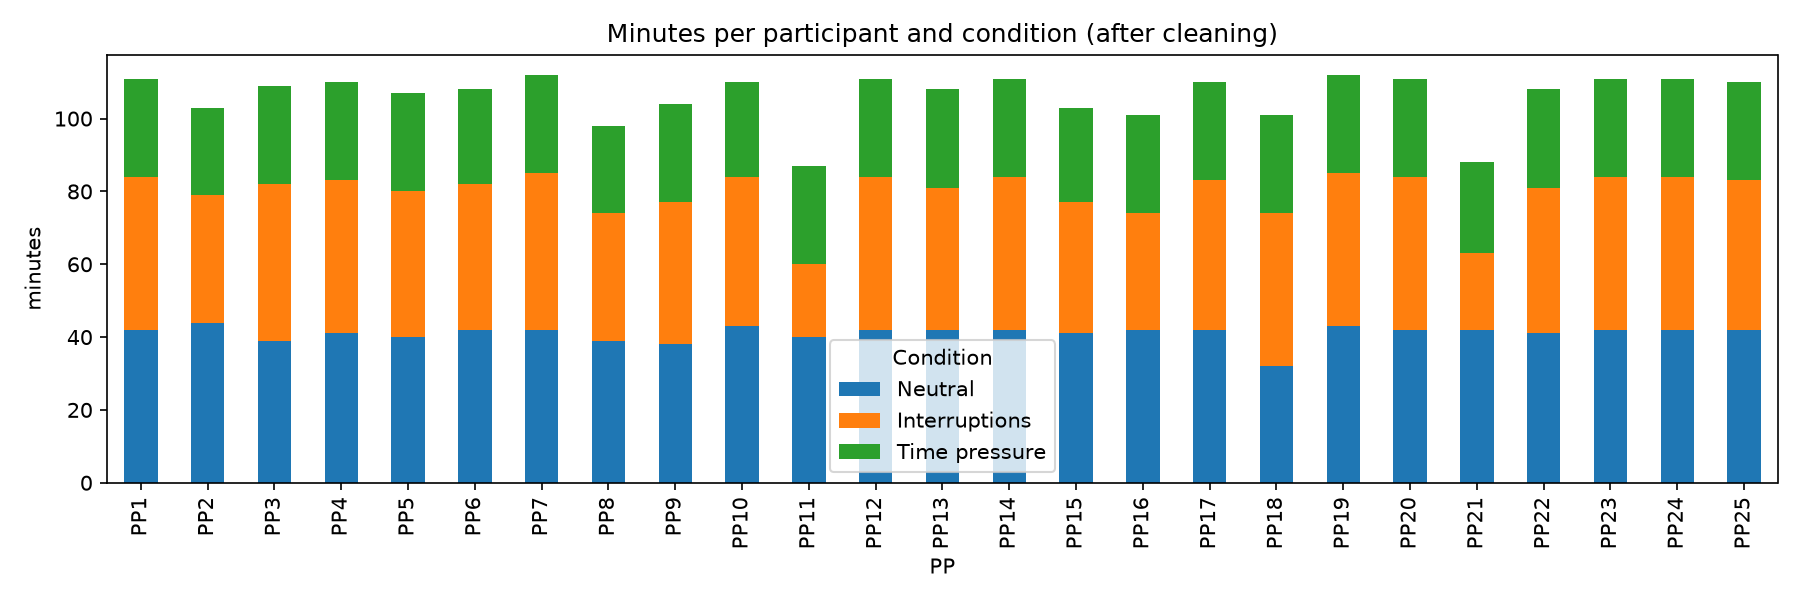 Minutes per participant and condition (after cleaning)
minutes
100
80
60
40
20
0
Condition
Neutral
Interruptions
Time pressure
PP1 PP2 PP3 PP4 PP5 PP6 PP7 PP8 PP9 PP10 PP11 PP12 PP13 PP14 PP15 PP16 PP17 PP18 PP19 PP20 PP21 PP22 PP23 PP24 PP25
PP